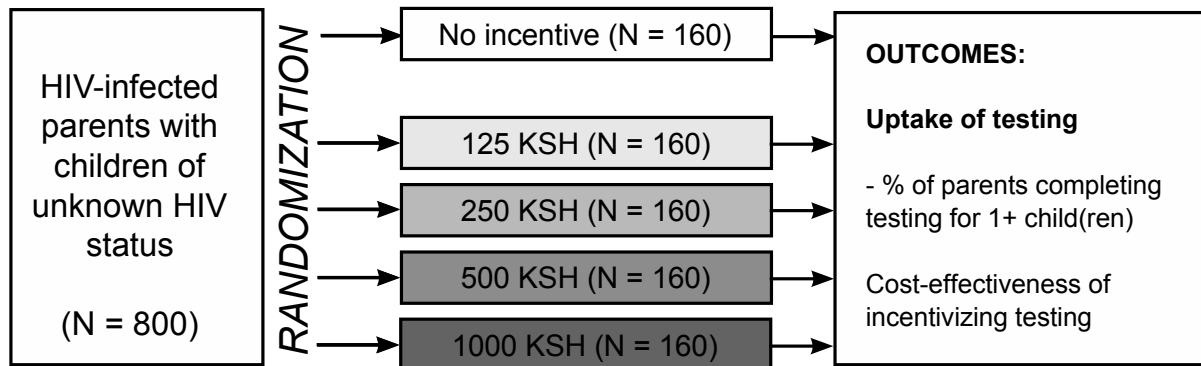 HIV-infected
parents with
children of
unknown HIV
status
(N = 800)
RANDOMIZATION
No incentive (N = 160)
125 KSH (N = 160)
250 KSH (N = 160)
500 KSH (N = 160)
1000 KSH (N = 160)
OUTCOMES:
Uptake of testing
- % of parents completing
testing for 1+ child(ren)
Cost-effectiveness of
incentivizing testing